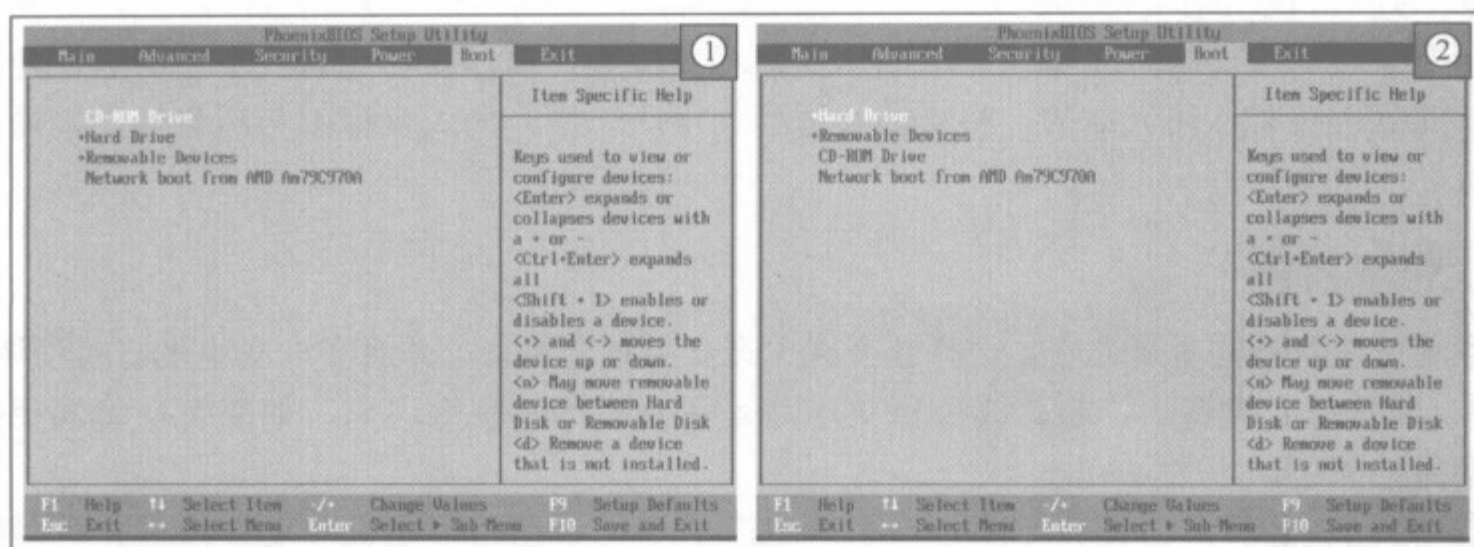 PhoenixBIOS Setup Utility
Main Advanced Security Power Boot Exit
①
CD-ROM Drive
+Hard Drive
+Removable Devices
Network boot from AMD Am79C970A
Item Specific Help
Keys used to view or
configure devices:
<Enter> expands or
collapses devices with
a + or -
<Ctrl+Enter> expands
all
<Shift + 1> enables or
disables a device.
<+> and <-> moves the
device up or down.
<n> May move removable
device between Hard
Disk or Removable Disk
<d> Remove a device
that is not installed.
F1 Help ↑↓ Select Item -/+ Change Values F9 Setup Defaults
Esc Exit ↔ Select Menu Enter Select ▶ Sub-Menu F10 Save and Exit
PhoenixBIOS Setup Utility
Main Advanced Security Power Boot Exit
②
+Hard Drive
+Removable Devices
CD-ROM Drive
Network boot from AMD Am79C970A
Item Specific Help
Keys used to view or
configure devices:
<Enter> expands or
collapses devices with
a + or -
<Ctrl+Enter> expands
all
<Shift + 1> enables or
disables a device.
<+> and <-> moves the
device up or down.
<n> May move removable
device between Hard
Disk or Removable Disk
<d> Remove a device
that is not installed.
F1 Help ↑↓ Select Item -/+ Change Values F9 Setup Defaults
Esc Exit ↔ Select Menu Enter Select ▶ Sub-Menu F10 Save and Exit